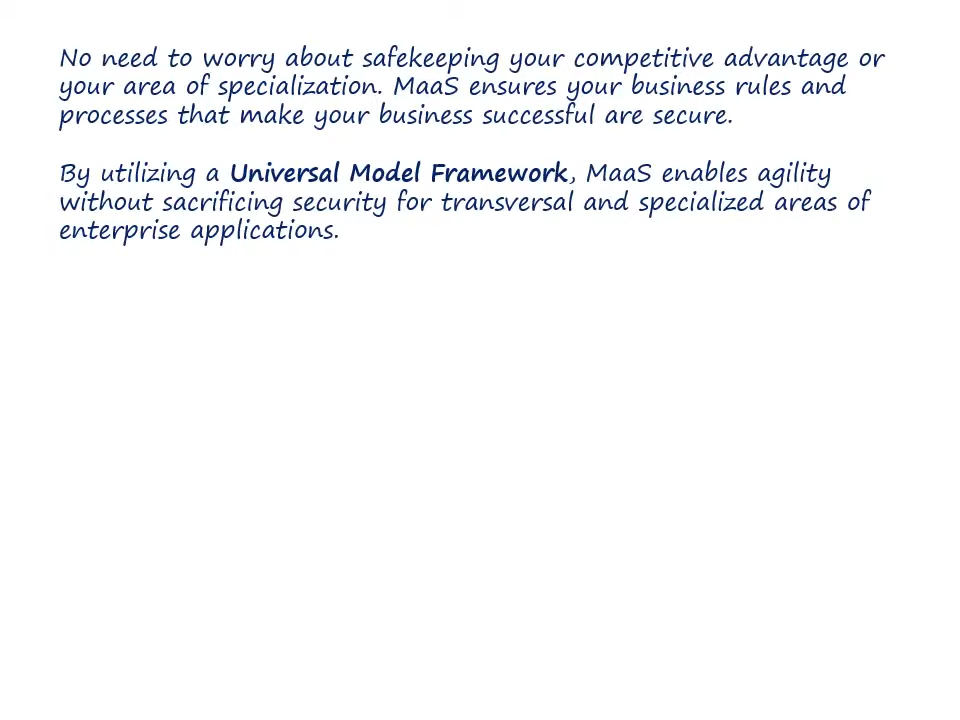 No need to worry about safekeeping your competitive advantage or
your area of specialization. MaaS ensures your business rules and
processes that make your business successful are secure.
By utilizing a Universal Model Framework, MaaS enables agility
without sacrificing security for transversal and specialized areas of
enterprise applications.